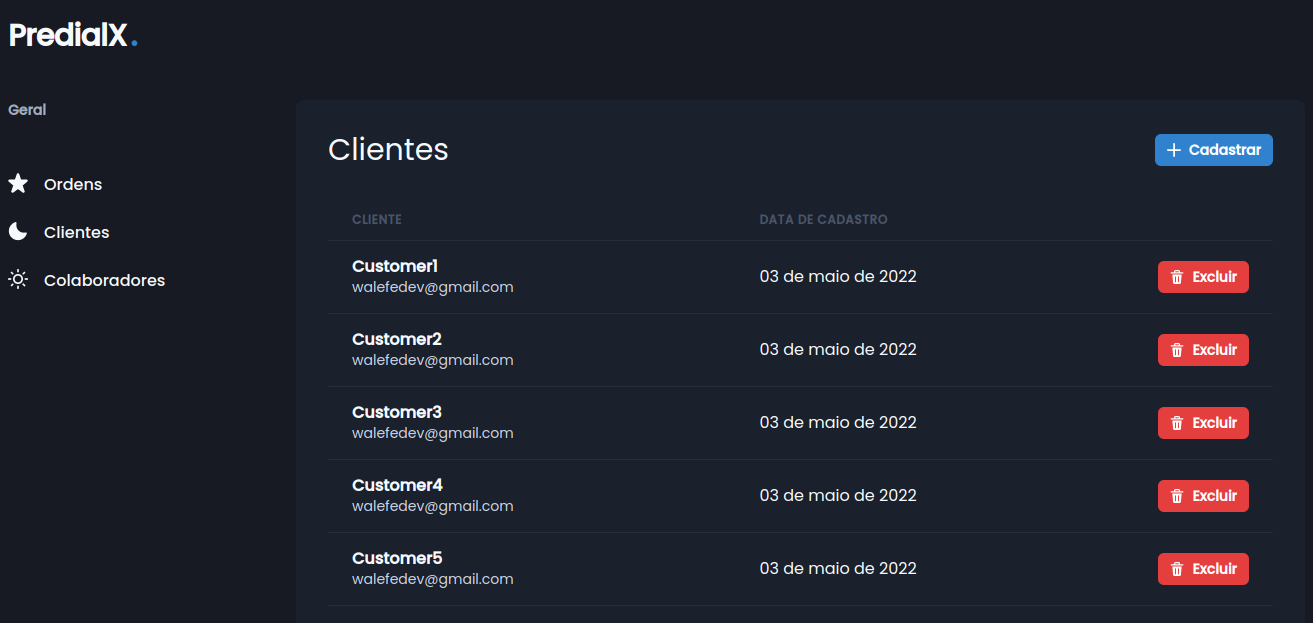 PredialX.
Geral
Ordens
Clientes
Colaboradores
Clientes
Cadastrar
CLIENTE DATA DE CADASTRO
Customer1
walefedev@gmail.com
03 de maio de 2022
Excluir
Customer2
walefedev@gmail.com
03 de maio de 2022
Excluir
Customer3
walefedev@gmail.com
03 de maio de 2022
Excluir
Customer4
walefedev@gmail.com
03 de maio de 2022
Excluir
Customer5
walefedev@gmail.com
03 de maio de 2022
Excluir